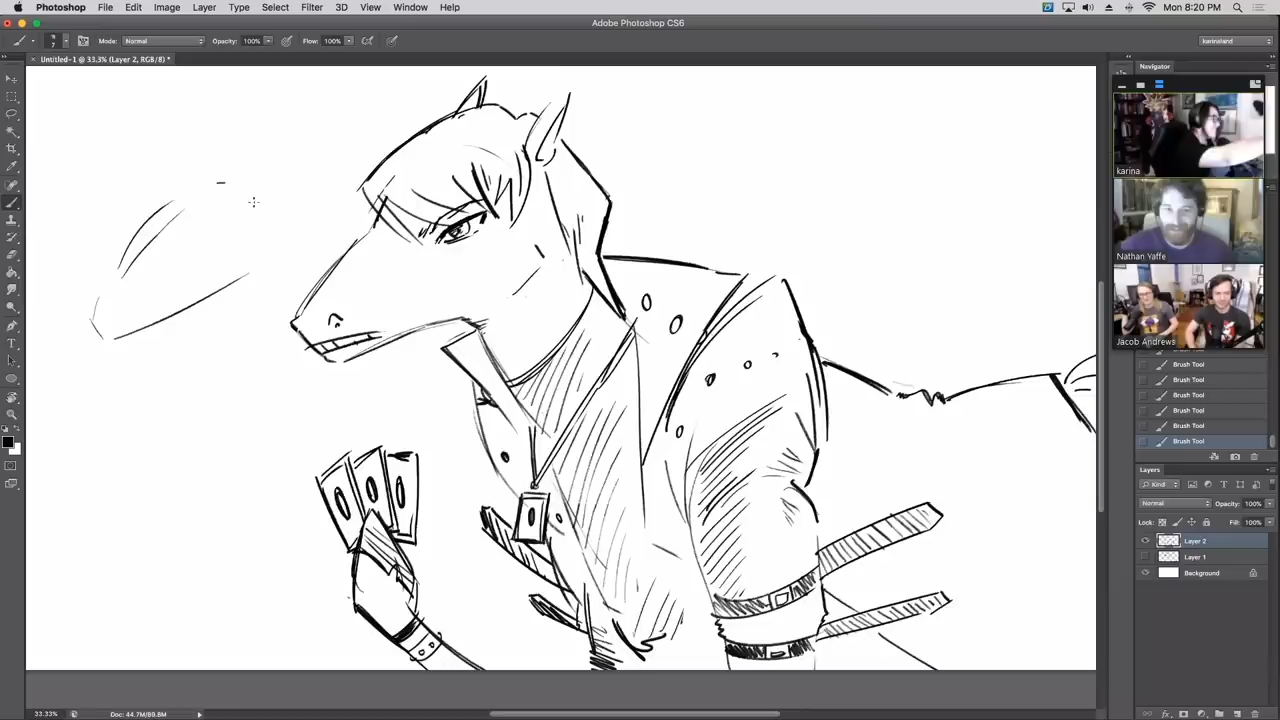 Photoshop File Edit Image Layer Type Select Filter 3D View Window Help
Mon 8:20 PM
Adobe Photoshop CS6
7 Mode: Normal Opacity: 100% Flow: 100%
karinsland
Untitled-1 @ 33.3% (Layer 2, RGB/8) *
Navigator
karina
Nathan Yaffe
Jacob Andrews
Brush Tool
Brush Tool
Brush Tool
Brush Tool
Brush Tool
Brush Tool
Layers
Kind
Normal Opacity: 100%
Lock: Fill: 100%
Layer 2
Layer 1
Background
33.33% Doc: 44.7M/89.8M